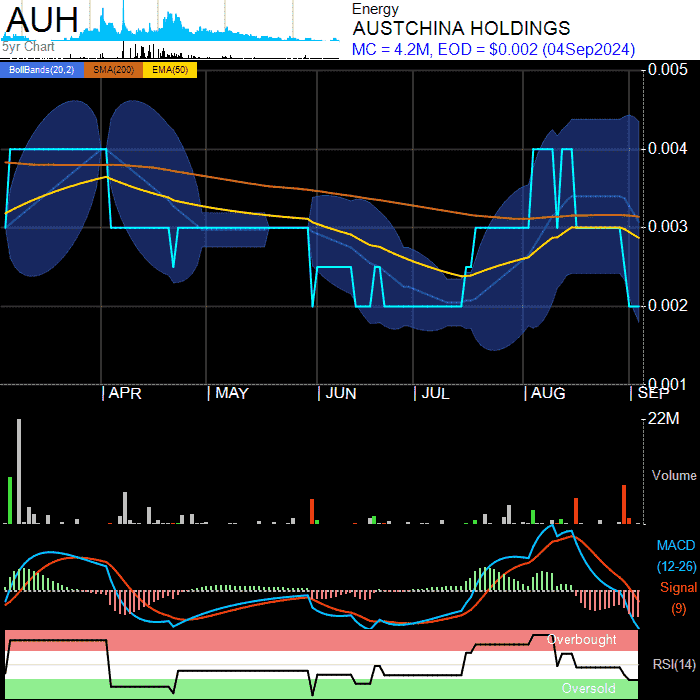 AUH
5yr Chart
Energy
AUSTCHINA HOLDINGS
MC = 4.2M, EOD = $0.002 (04Sep2024)
BollBands(20,2) SMA(200) EMA(50)
0.005
0.004
0.003
0.002
0.001
APR MAY JUN JUL AUG SEP
22M
Volume
MACD
(12-26)
Signal
(9)
Overbought
RSI(14)
Oversold